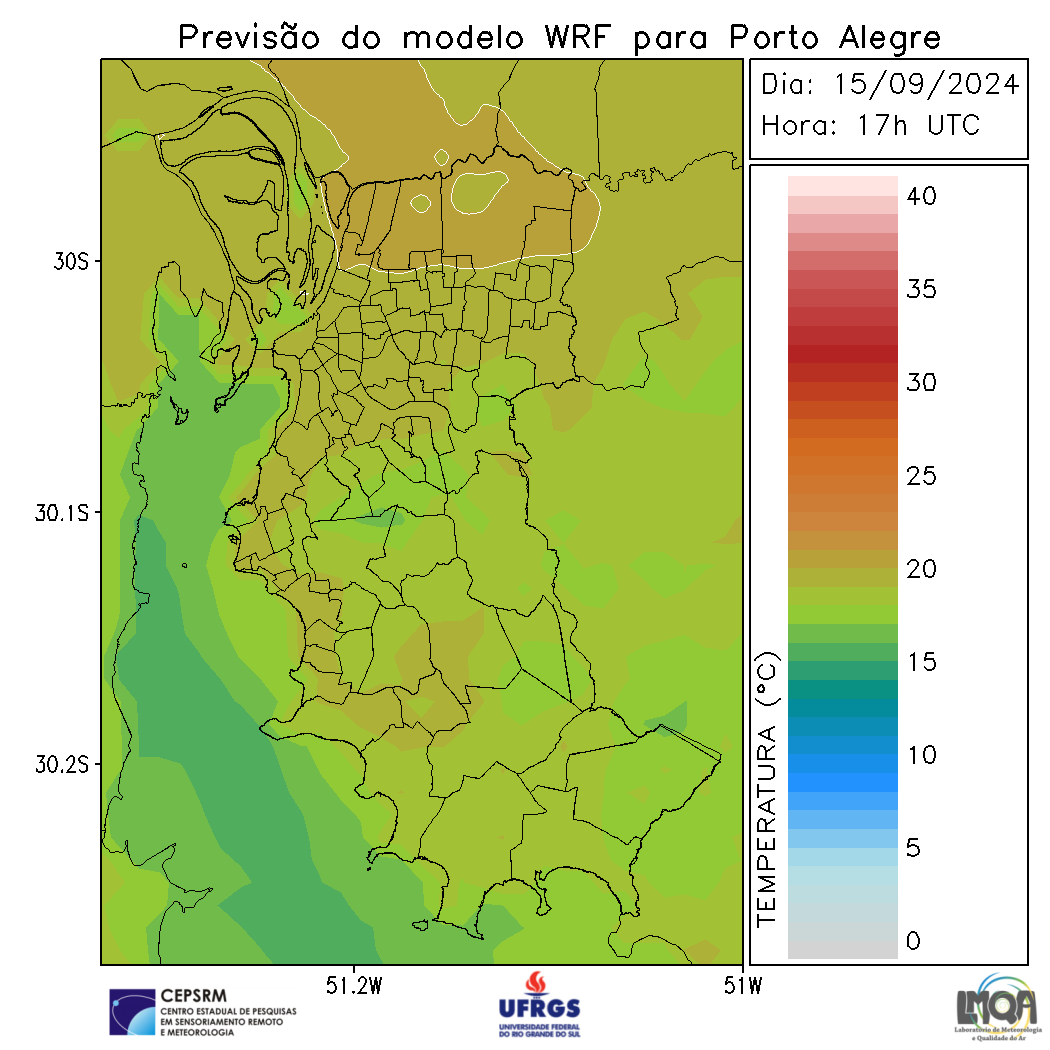 Previsão do modelo WRF para Porto Alegre
Dia: 15/09/2024
Hora: 17h UTC
40
35
30
25
20
15
10
5
0
TEMPERATURA (°C)
30S
30.1S
30.2S
51.2W
51W
CEPSRM
CENTRO ESTADUAL DE PESQUISAS
EM SENSORIAMENTO REMOTO
E METEOROLOGIA
UFRGS
UNIVERSIDADE FEDERAL
DO RIO GRANDE DO SUL
LMQA
Laboratório de Meteorologia
e Qualidade do Ar